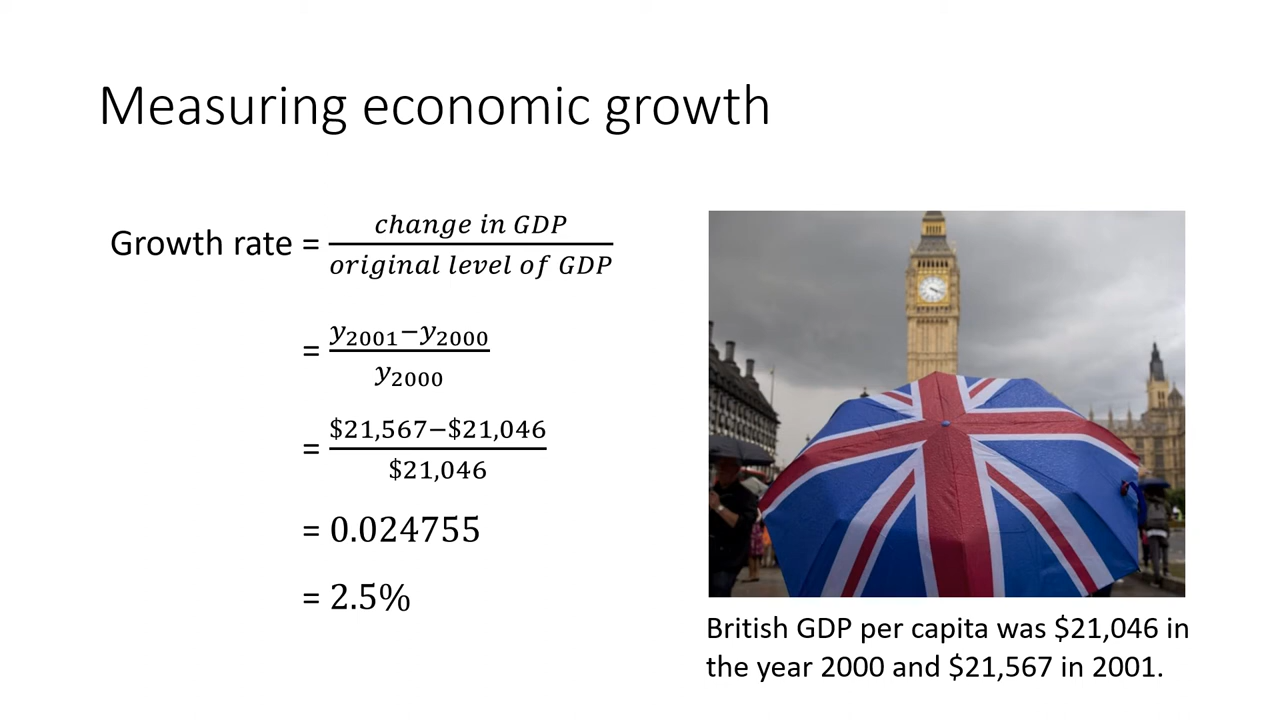 Measuring economic growth
Growth rate = 𝑐ℎ𝑎𝑛𝑔𝑒 𝑖𝑛 𝐺𝐷𝑃 / 𝑜𝑟𝑖𝑔𝑖𝑛𝑎𝑙 𝑙𝑒𝑣𝑒𝑙 𝑜𝑓 𝐺𝐷𝑃
= 𝑦₂₀₀₁−𝑦₂₀₀₀ / 𝑦₂₀₀₀
= $21,567−$21,046 / $21,046
= 0.024755
= 2.5%
British GDP per capita was $21,046 in
the year 2000 and $21,567 in 2001.